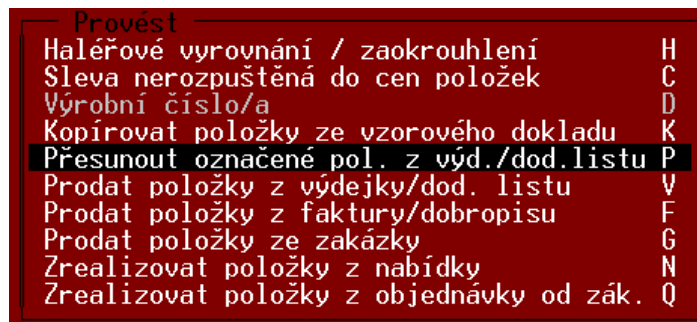 Provést
Haléřové vyrovnání / zaokrouhlení H
Sleva nerozpuštěná do cen položek C
Výrobní číslo/a D
Kopírovat položky ze vzorového dokladu K
Přesunout označené pol. z výd./dod.listu P
Prodat položky z výdejky/dod. listu V
Prodat položky z faktury/dobropisu F
Prodat položky ze zakázky G
Zrealizovat položky z nabídky N
Zrealizovat položky z objednávky od zák. Q